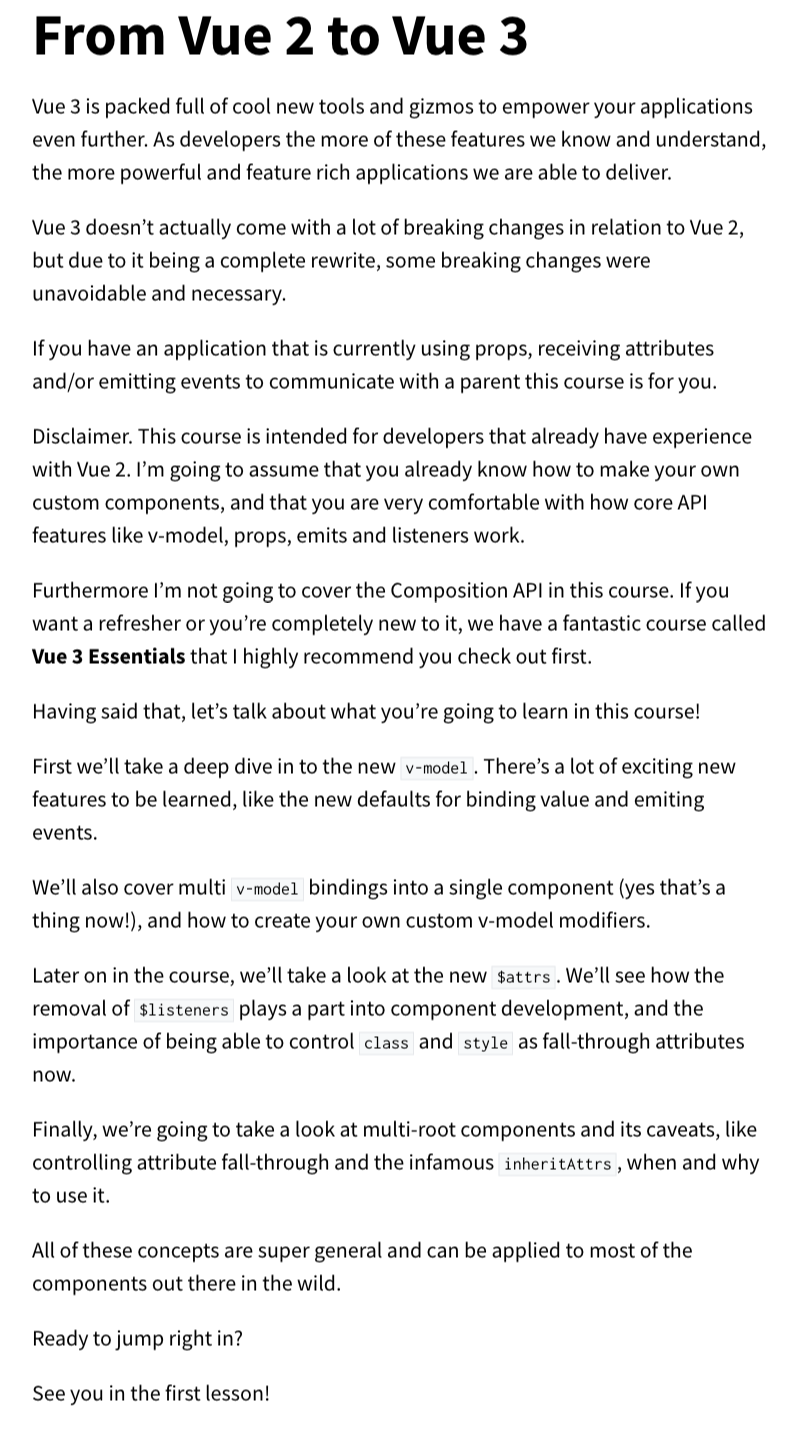 From Vue 2 to Vue 3
Vue 3 is packed full of cool new tools and gizmos to empower your applications
even further. As developers the more of these features we know and understand,
the more powerful and feature rich applications we are able to deliver.
Vue 3 doesn’t actually come with a lot of breaking changes in relation to Vue 2,
but due to it being a complete rewrite, some breaking changes were
unavoidable and necessary.
If you have an application that is currently using props, receiving attributes
and/or emitting events to communicate with a parent this course is for you.
Disclaimer. This course is intended for developers that already have experience
with Vue 2. I’m going to assume that you already know how to make your own
custom components, and that you are very comfortable with how core API
features like v-model, props, emits and listeners work.
Furthermore I’m not going to cover the Composition API in this course. If you
want a refresher or you’re completely new to it, we have a fantastic course called
Vue 3 Essentials that I highly recommend you check out first.
Having said that, let’s talk about what you’re going to learn in this course!
First we’ll take a deep dive in to the new v-model . There’s a lot of exciting new
features to be learned, like the new defaults for binding value and emiting
events.
We’ll also cover multi v-model bindings into a single component (yes that’s a
thing now!), and how to create your own custom v-model modifiers.
Later on in the course, we’ll take a look at the new $attrs . We’ll see how the
removal of $listeners plays a part into component development, and the
importance of being able to control class and style as fall-through attributes
now.
Finally, we’re going to take a look at multi-root components and its caveats, like
controlling attribute fall-through and the infamous inheritAttrs , when and why
to use it.
All of these concepts are super general and can be applied to most of the
components out there in the wild.
Ready to jump right in?
See you in the first lesson!